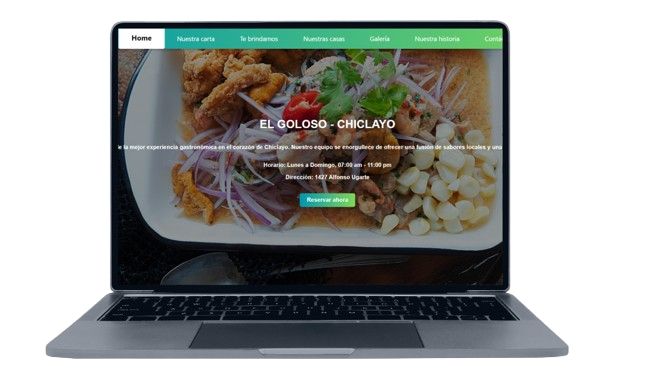 Home Nuestra carta Te brindamos Nuestras casas Galería Nuestra historia
EL GOLOSO - CHICLAYO
la mejor experiencia gastronómica en el corazón de Chiclayo. Nuestro equipo se enorgullece de ofrecer una fusión de sabores locales y una
Horario: Lunes a Domingo, 07:00 am - 11:00 pm
Dirección: 1427 Alfonso Ugarte
Reservar ahora